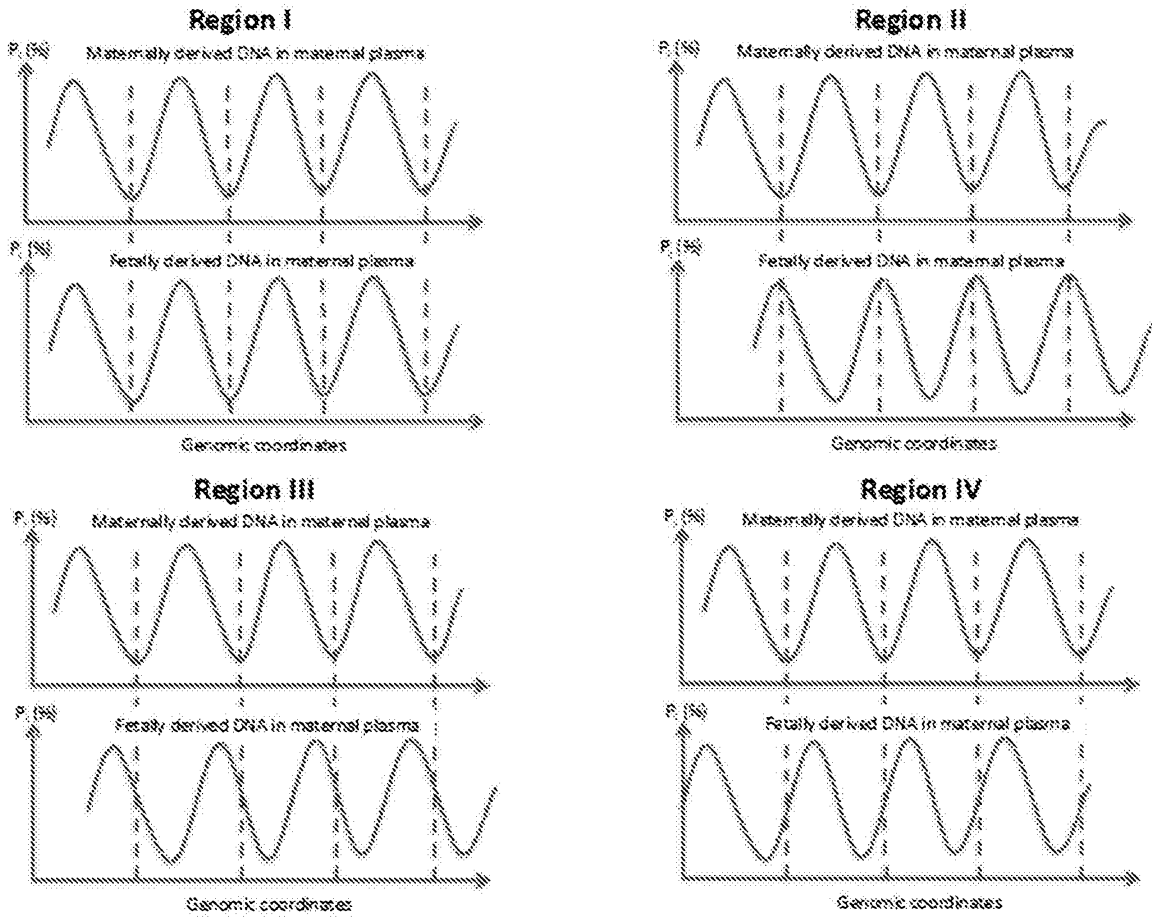 Region I
Region II
P. (%)
Maternally derived DNA in maternal plasma
P. (%)
Maternally derived DNA in maternal plasma
P. (%)
Fetally derived DNA in maternal plasma
P. (%)
Fetally derived DNA in maternal plasma
Genomic coordinates
Genomic coordinates
Region III
Region IV
P. (%)
Maternally derived DNA in maternal plasma
P. (%)
Maternally derived DNA in maternal plasma
P. (%)
Fetally derived DNA in maternal plasma
P. (%)
Fetally derived DNA in maternal plasma
Genomic coordinates
Genomic coordinates